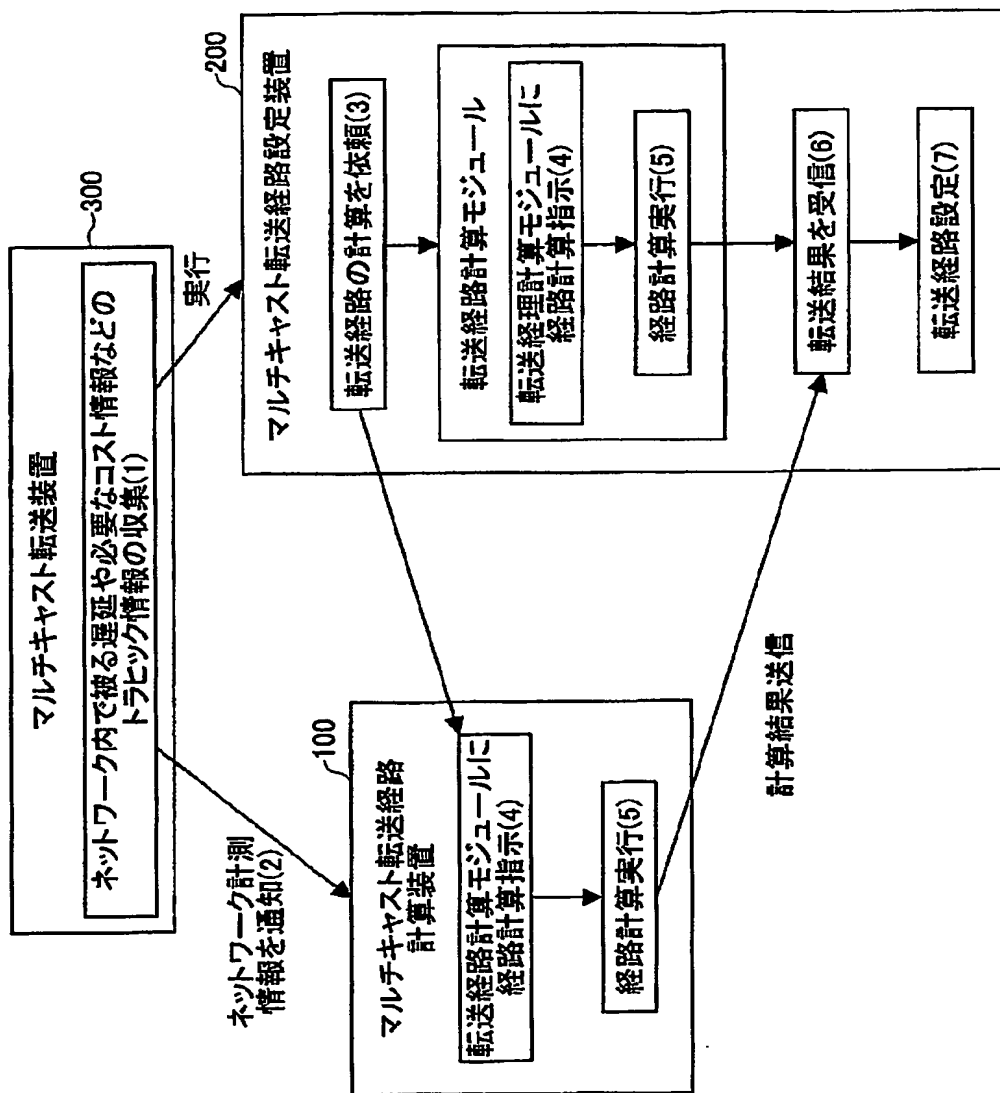 マルチキャスト転送装置
300
ネットワーク内で被る遅延や必要なコスト情報などの
トラヒック情報の収集(1)
ネットワーク計測
情報を通知(2)
実行
マルチキャスト転送経路
計算装置
100
転送経路計算モジュールに
経路計算指示(4)
経路計算実行(5)
計算結果送信
マルチキャスト転送経路設定装置
200
転送経路の計算を依頼(3)
転送経路計算モジュール
転送経理計算モジュールに
経路計算指示(4)
経路計算実行(5)
転送結果を受信(6)
転送経路設定(7)